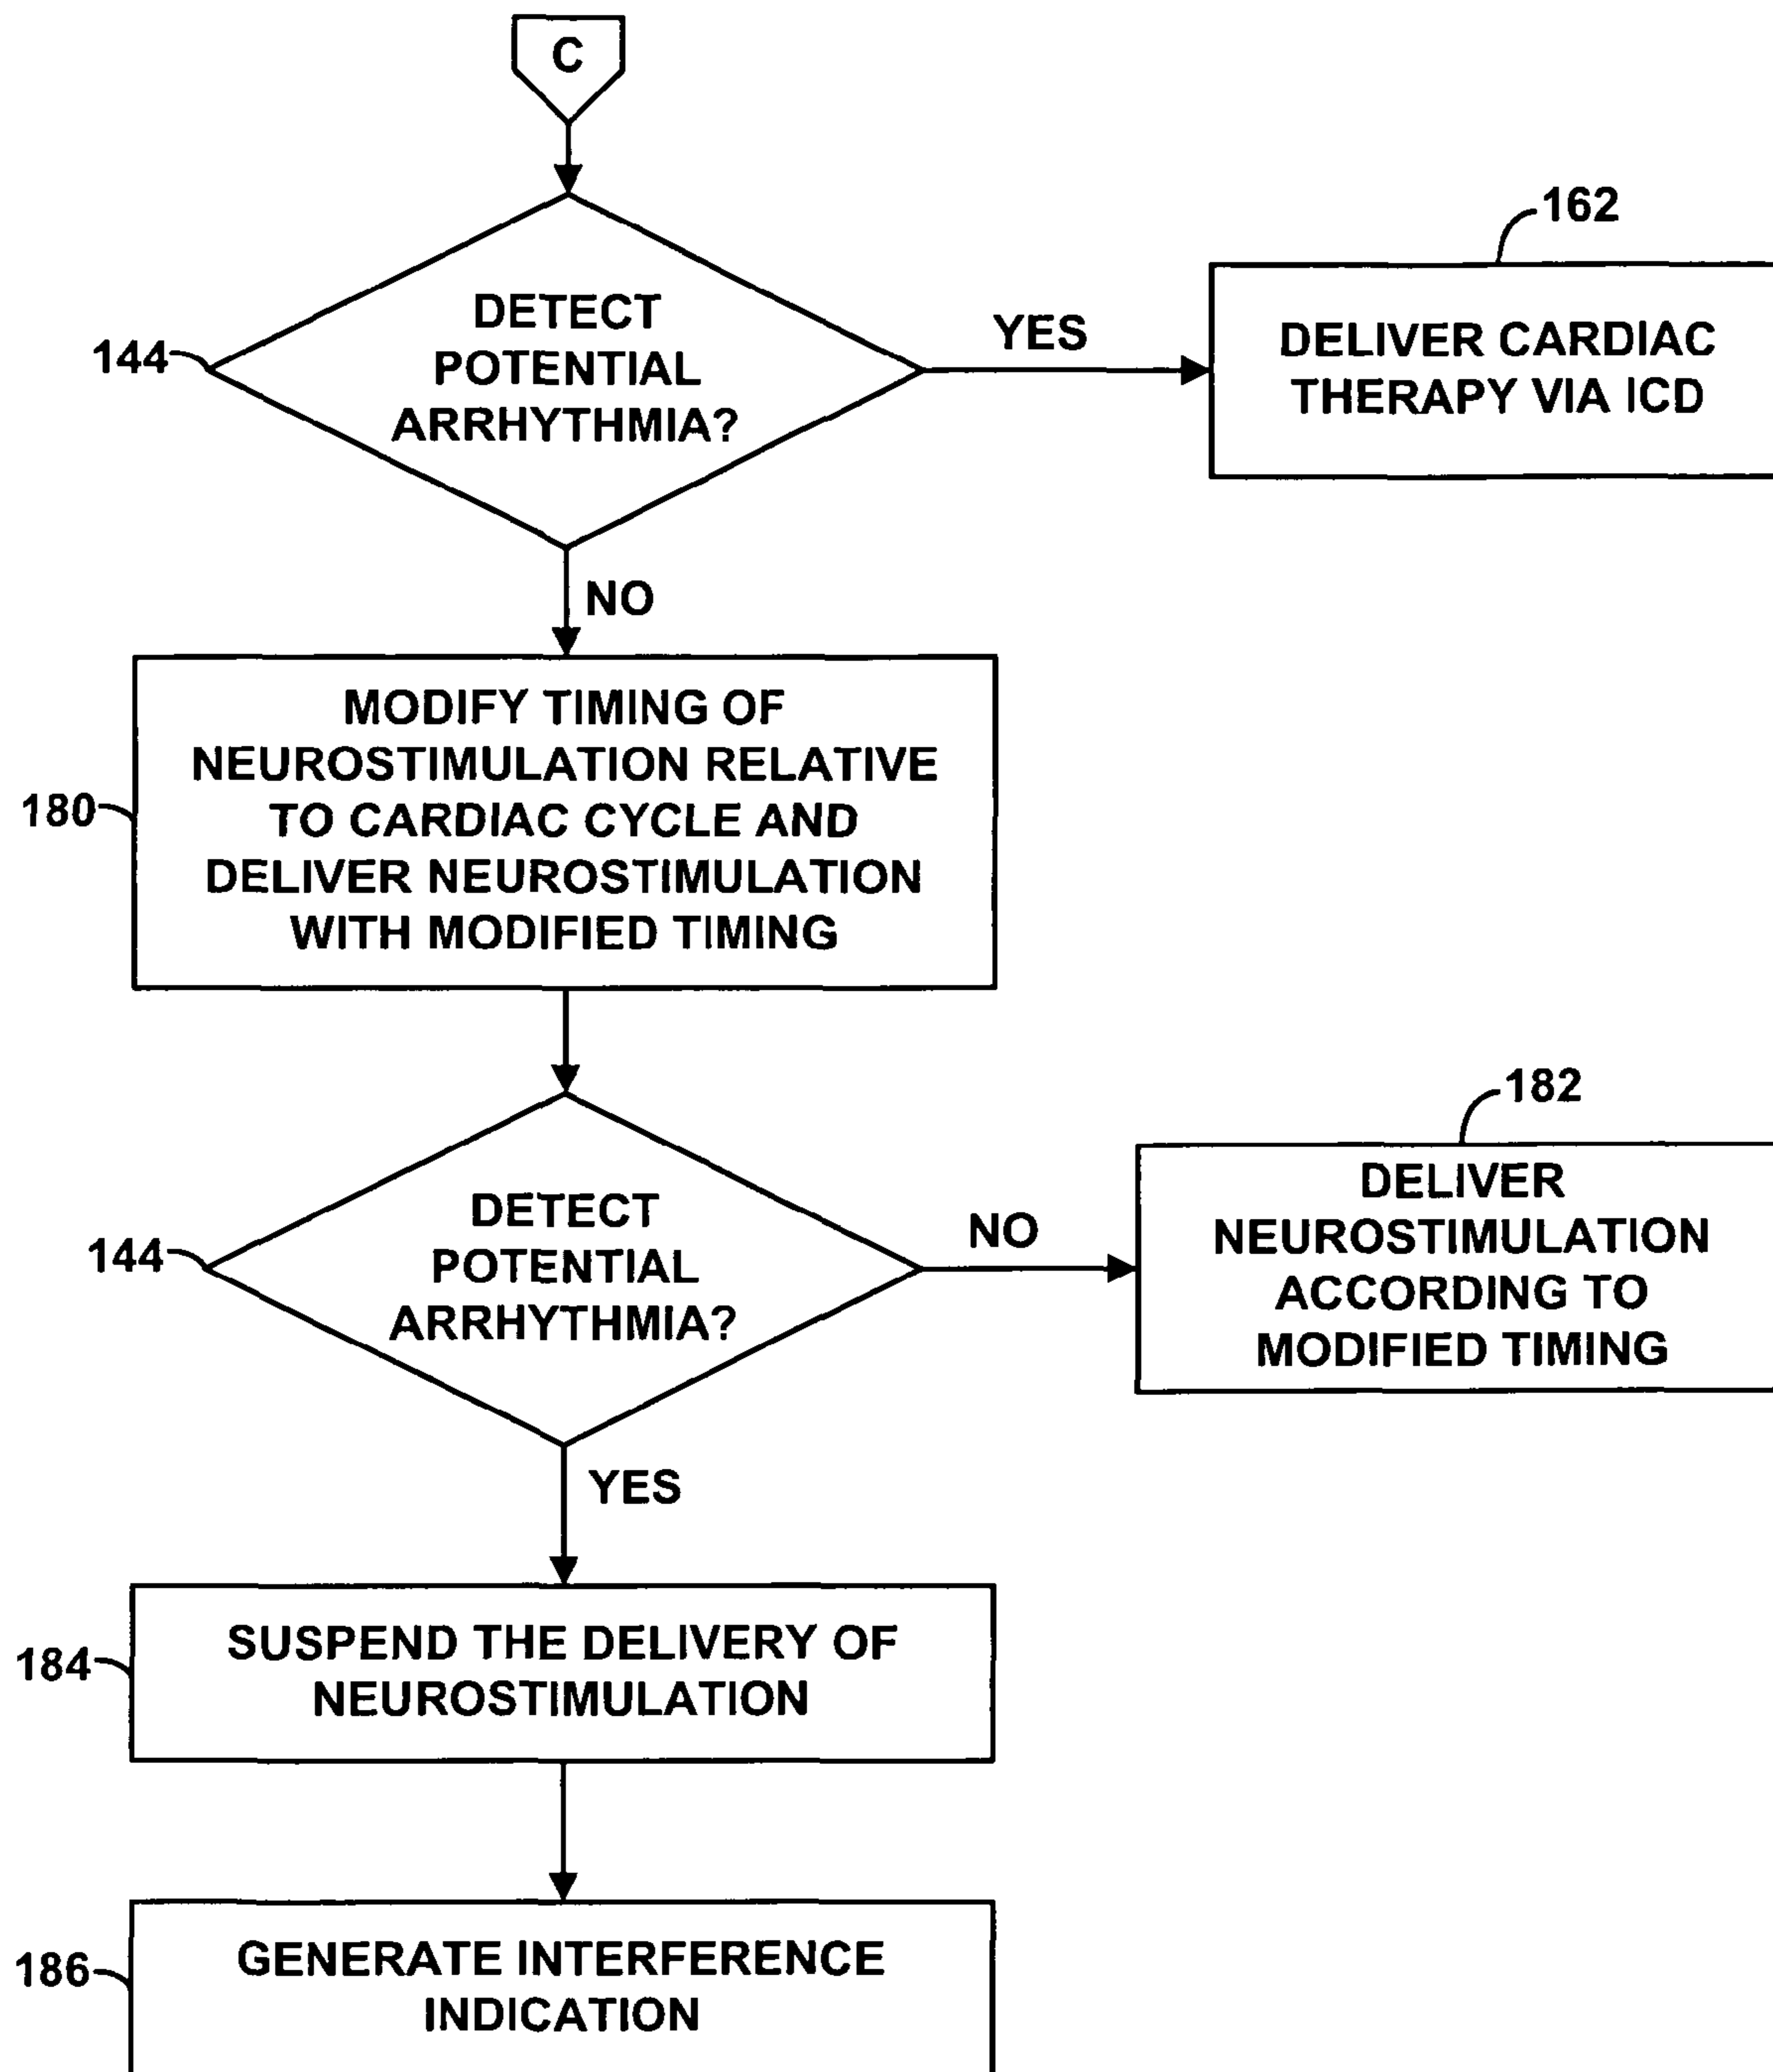 C
DETECT
POTENTIAL
ARRHYTHMIA?
144
YES
162
DELIVER CARDIAC
THERAPY VIA ICD
NO
MODIFY TIMING OF
NEUROSTIMULATION RELATIVE
TO CARDIAC CYCLE AND
DELIVER NEUROSTIMULATION
WITH MODIFIED TIMING
180
DETECT
POTENTIAL
ARRHYTHMIA?
144
NO
182
DELIVER
NEUROSTIMULATION
ACCORDING TO
MODIFIED TIMING
YES
SUSPEND THE DELIVERY OF
NEUROSTIMULATION
184
GENERATE INTERFERENCE
INDICATION
186